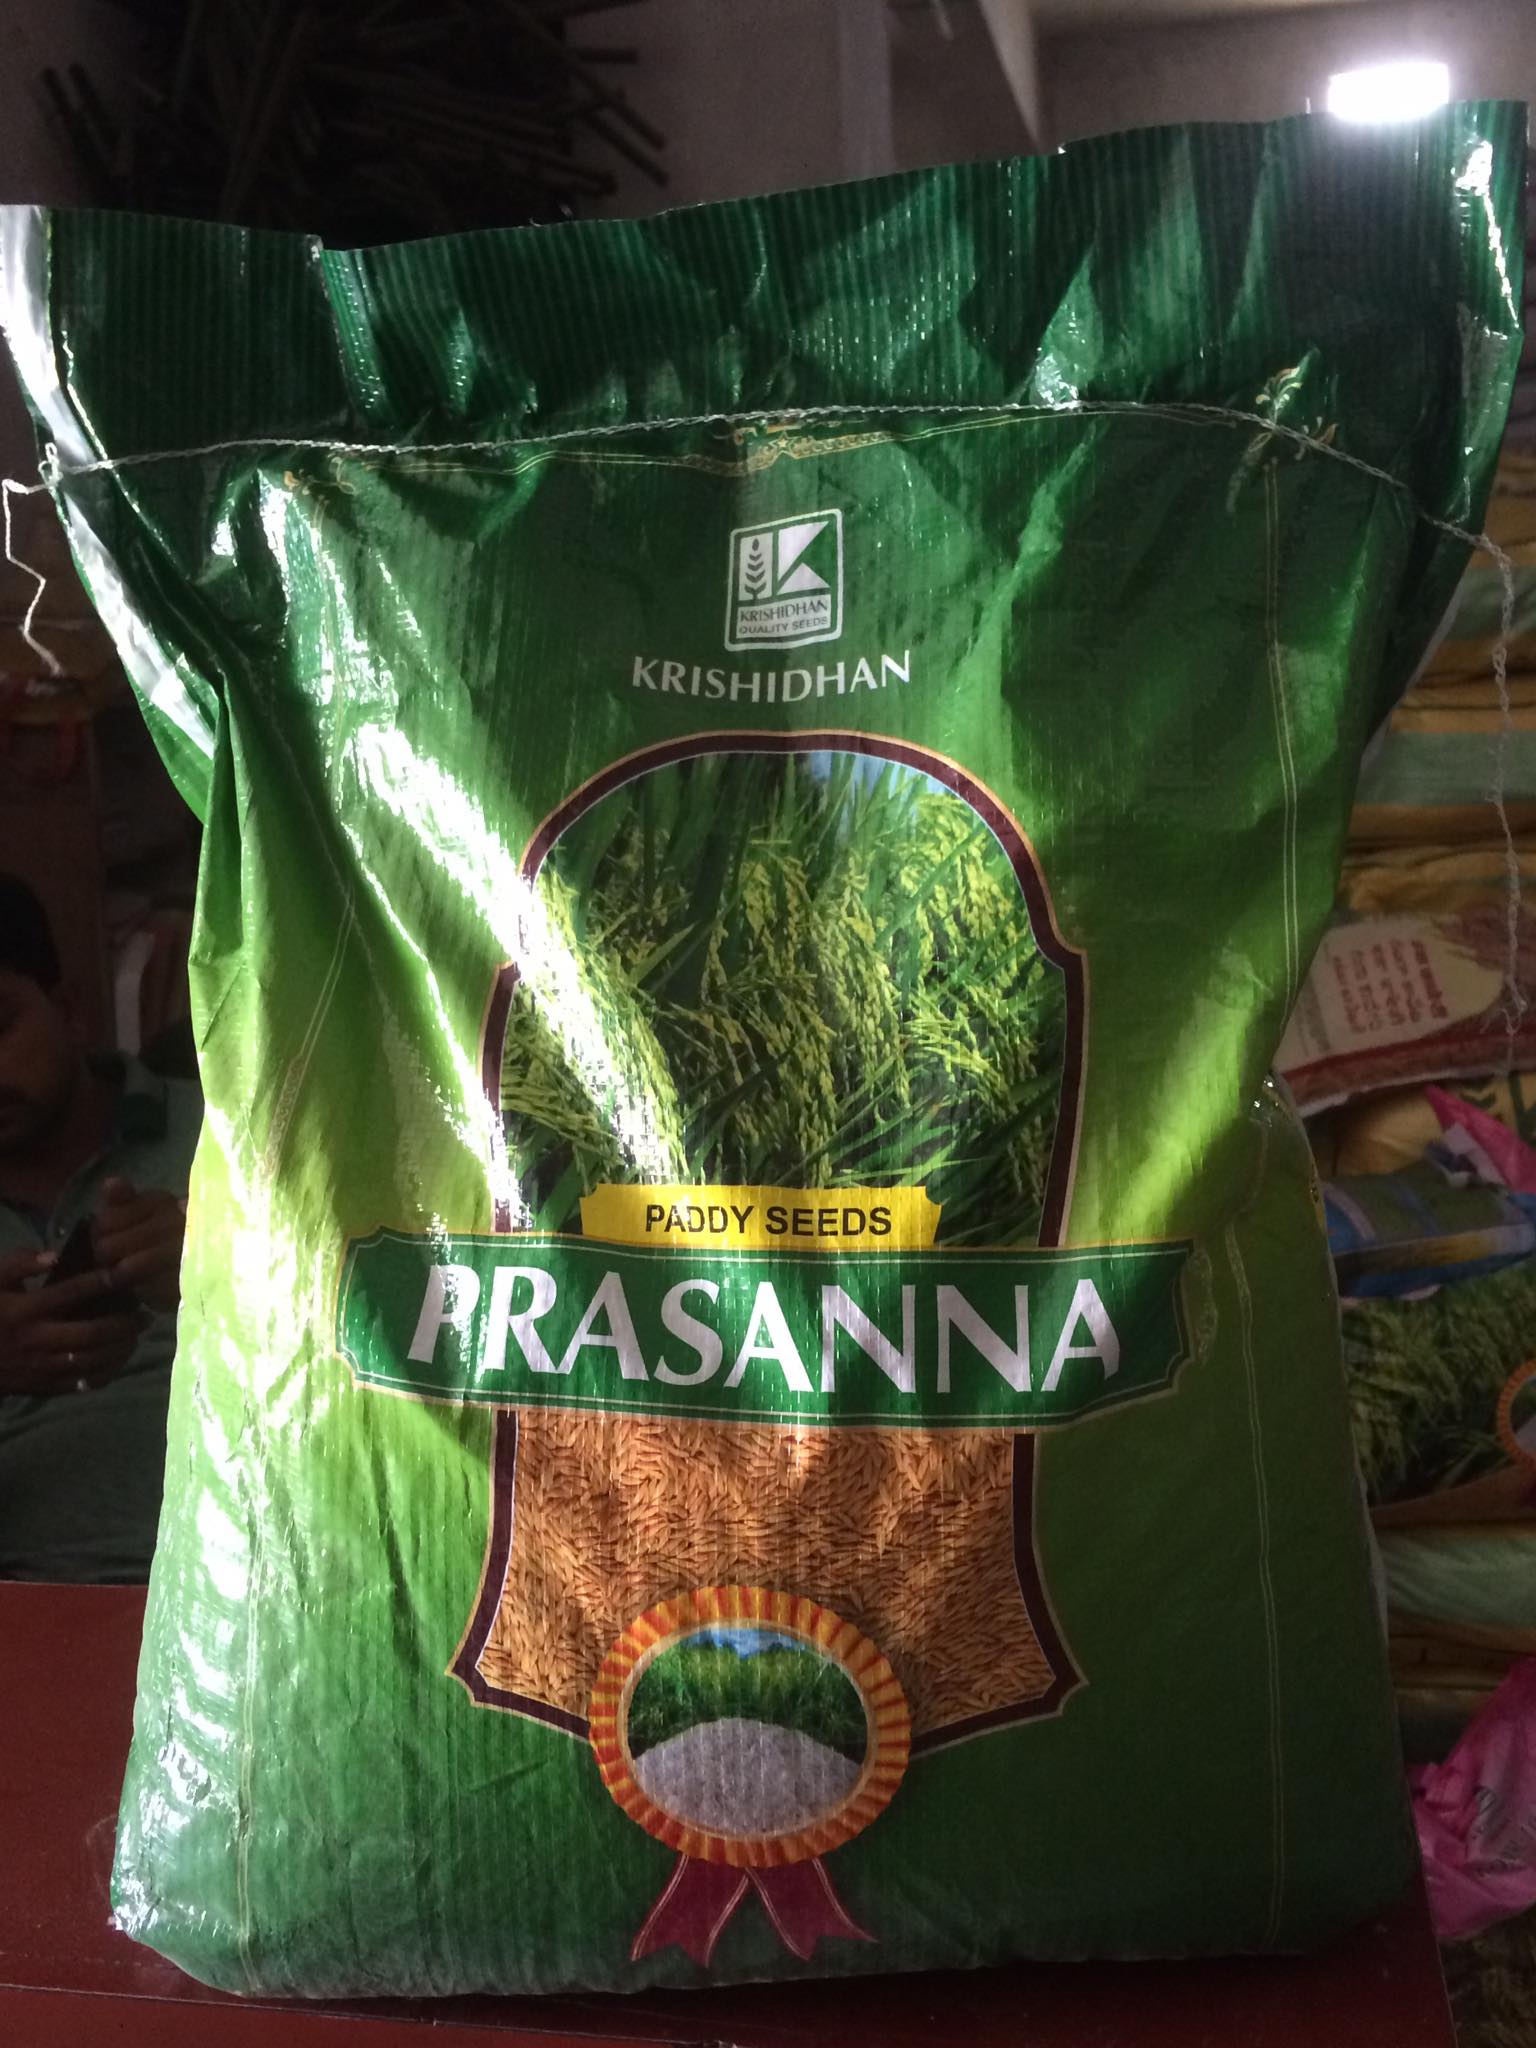 KRISHIDHAN
QUALITY SEEDS
KRISHIDHAN
PADDY SEEDS
PRASANNA